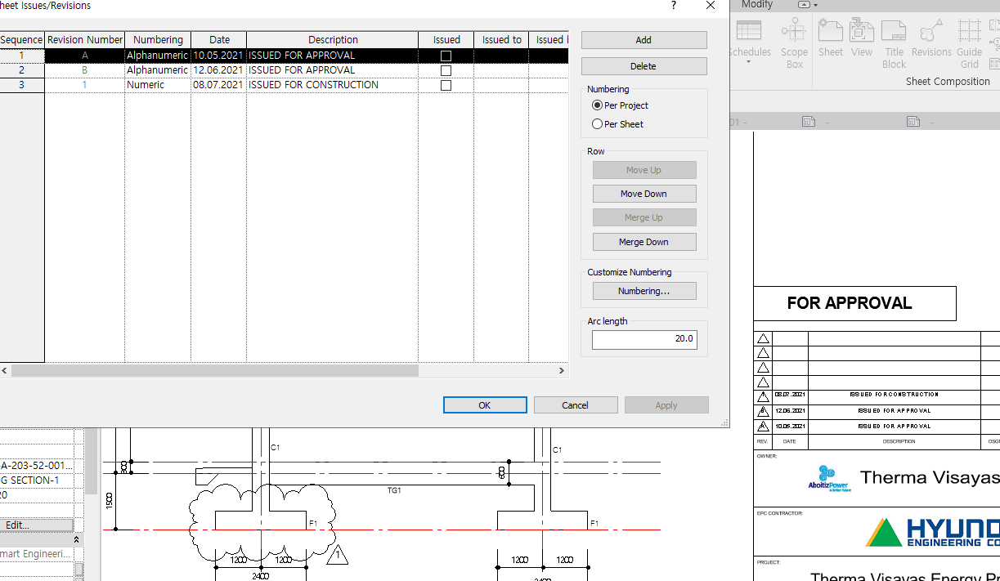 heet Issues/Revisions
?
Sequence Revision Number Numbering Date Description Issued Issued to Issued
1 A Alphanumeric 10.05.2021 ISSUED FOR APPROVAL
2 B Alphanumeric 12.06.2021 ISSUED FOR APPROVAL
3 1 Numeric 08.07.2021 ISSUED FOR CONSTRUCTION
Add
Delete
Numbering
Per Project
Per Sheet
Row
Move Up
Move Down
Merge Up
Merge Down
Customize Numbering
Numbering...
Arc length
20.0
OK Cancel Apply
Modify
chedules Scope Box Sheet View Title Block Revisions Guide Grid
Sheet Composition
01 - - -
FOR APPROVAL
08.07.2021 ISSUED FOR CONSTRUCTION
B 12.06.2021 ISSUED FOR APPROVAL
A 10.05.2021 ISSUED FOR APPROVAL
REV. DATE DESCRIPTION DSG
OWNER:
AboitizPower
A Better Future
Therma Visayas
EPC CONTRACTOR:
HYUND
ENGINEERING CO
PROJECT:
Therma Visayas Energy Pr
A-203-52-001...
G SECTION-1
20
Edit...
mart Engineeri...
C1 C1
800 600
TG1
1500
F1 F1
1
1200 1200 1200 1200
2400 2400